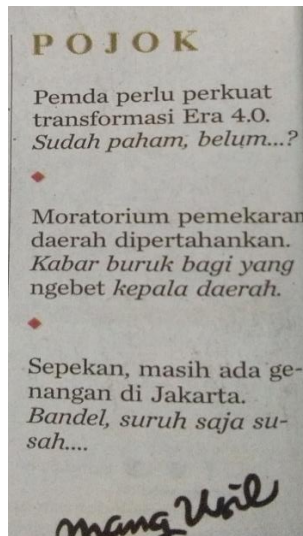 POJOK
Pemda perlu perkuat
transformasi Era 4.0.
Sudah paham, belum...?
Moratorium pemekaran
daerah dipertahankan.
Kabar buruk bagi yang
ngebet kepala daerah.
Sepekan, masih ada ge-
nangan di Jakarta.
Bandel, suruh saja su-
sah....
Mang Usil